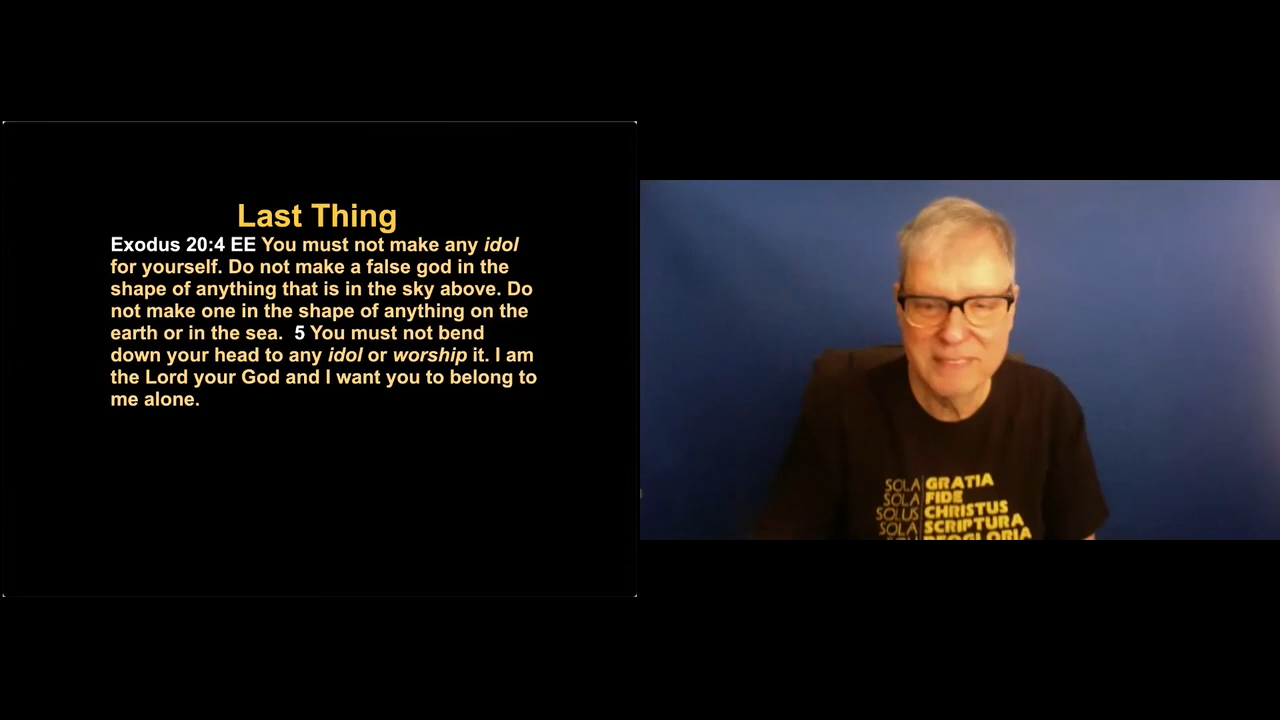 Last Thing
Exodus 20:4 EE You must not make any idol
for yourself. Do not make a false god in the
shape of anything that is in the sky above. Do
not make one in the shape of anything on the
earth or in the sea.  5 You must not bend
down your head to any idol or worship it. I am
the Lord your God and I want you to belong to
me alone.
SOLA GRATIA
SOLA FIDE
SOLUS CHRISTUS
SOLA SCRIPTURA
DEOGLORIA